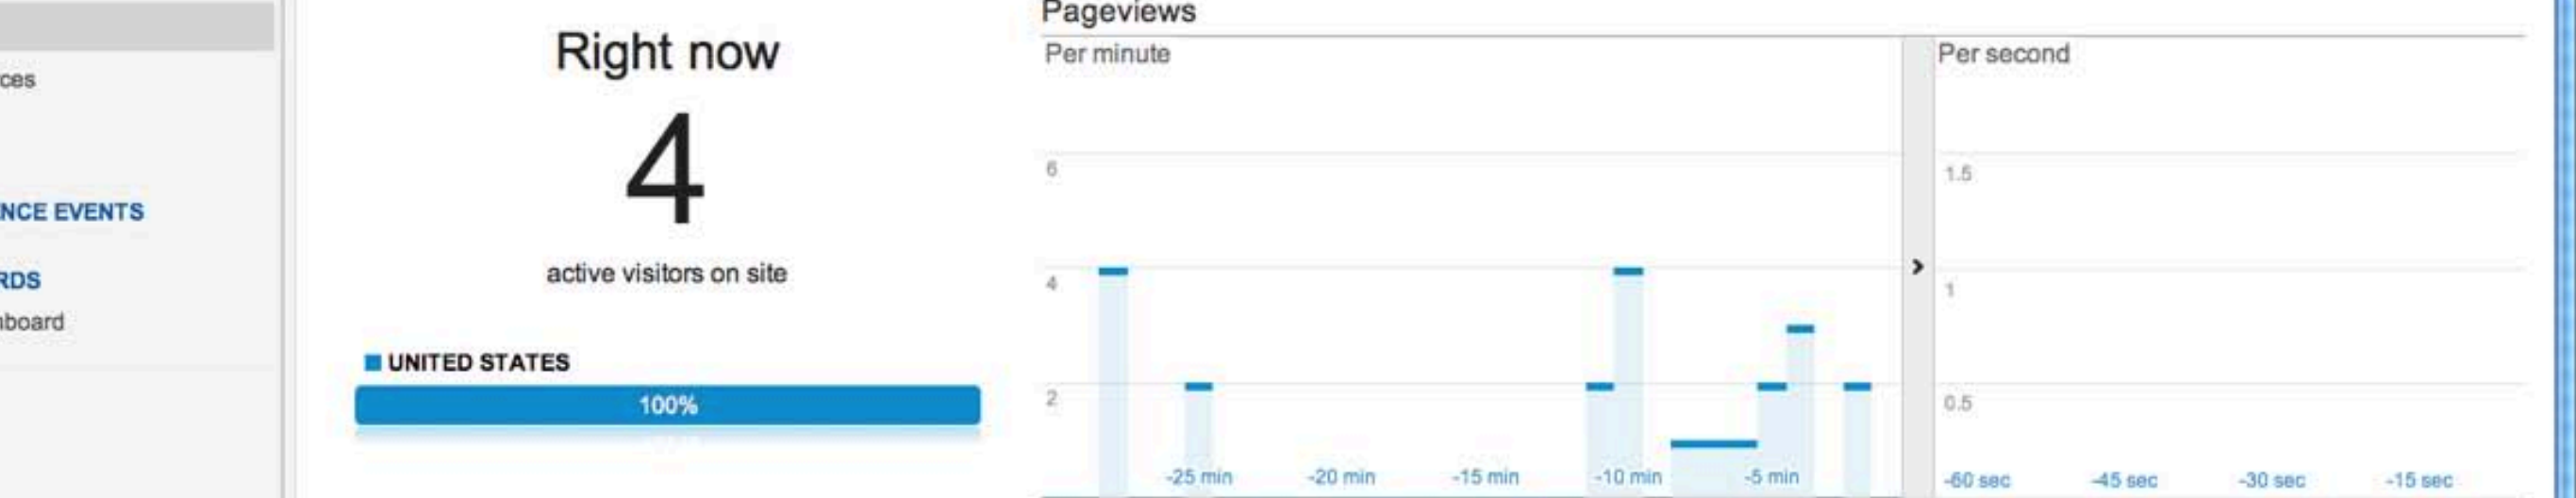 ces
NCE EVENTS
RDS
board
Right now
4
active visitors on site
UNITED STATES
100%
Pageviews
Per minute
6
4
2
-25 min
-20 min
-15 min
-10 min
-5 min
Per second
1.5
1
0.5
-60 sec
-45 sec
-30 sec
-15 sec